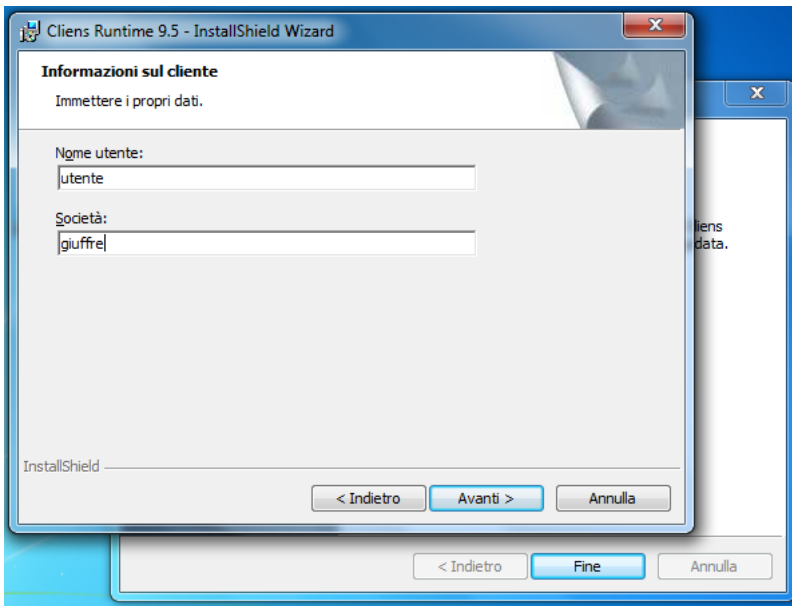 Cliens Runtime 9.5 - InstallShield Wizard
Informazioni sul cliente
Immettere i propri dati.
Nome utente:
utente
Società:
giuffre
liens
data.
InstallShield
< Indietro
Avanti >
Annulla
< Indietro
Fine
Annulla